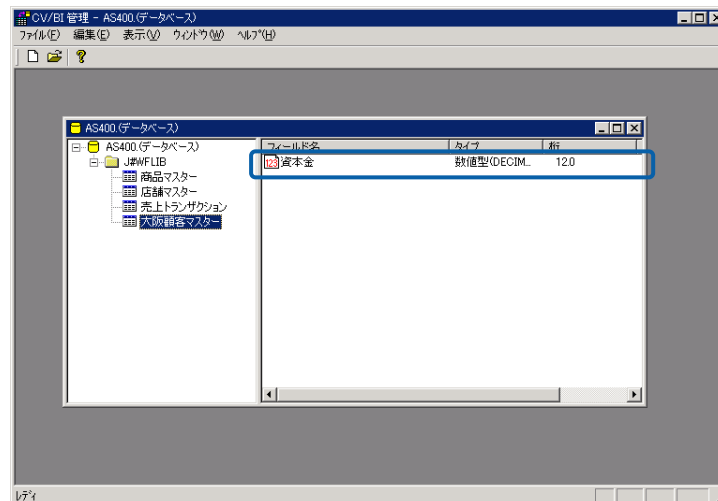 CV/BI 管理 - AS400.(データベース)
ファイル(F) 編集(E) 表示(V) ウィンドウ(W) ヘルプ(H)
AS400.(データベース)
AS400.(データベース)
J#WFLIB
商品マスター
店舗マスター
売上トランザクション
大阪顧客マスター
フィールド名 タイプ 桁
123 資本金 数値型(DECIM... 12.0
レディ